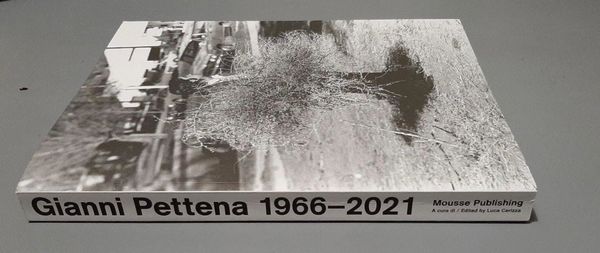 Gianni Pettena 1966–2021
Mousse Publishing
A cura di / Edited by Luca Cerizza